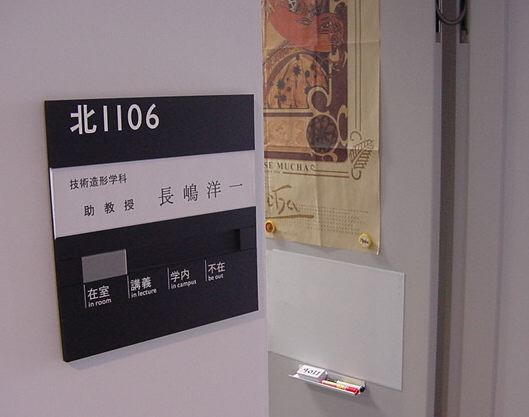 北1106
技術造形学科
助教授 長嶋洋一
在室
in room
講義
in lecture
学内
in campus
不在
be out
SE MUCHA